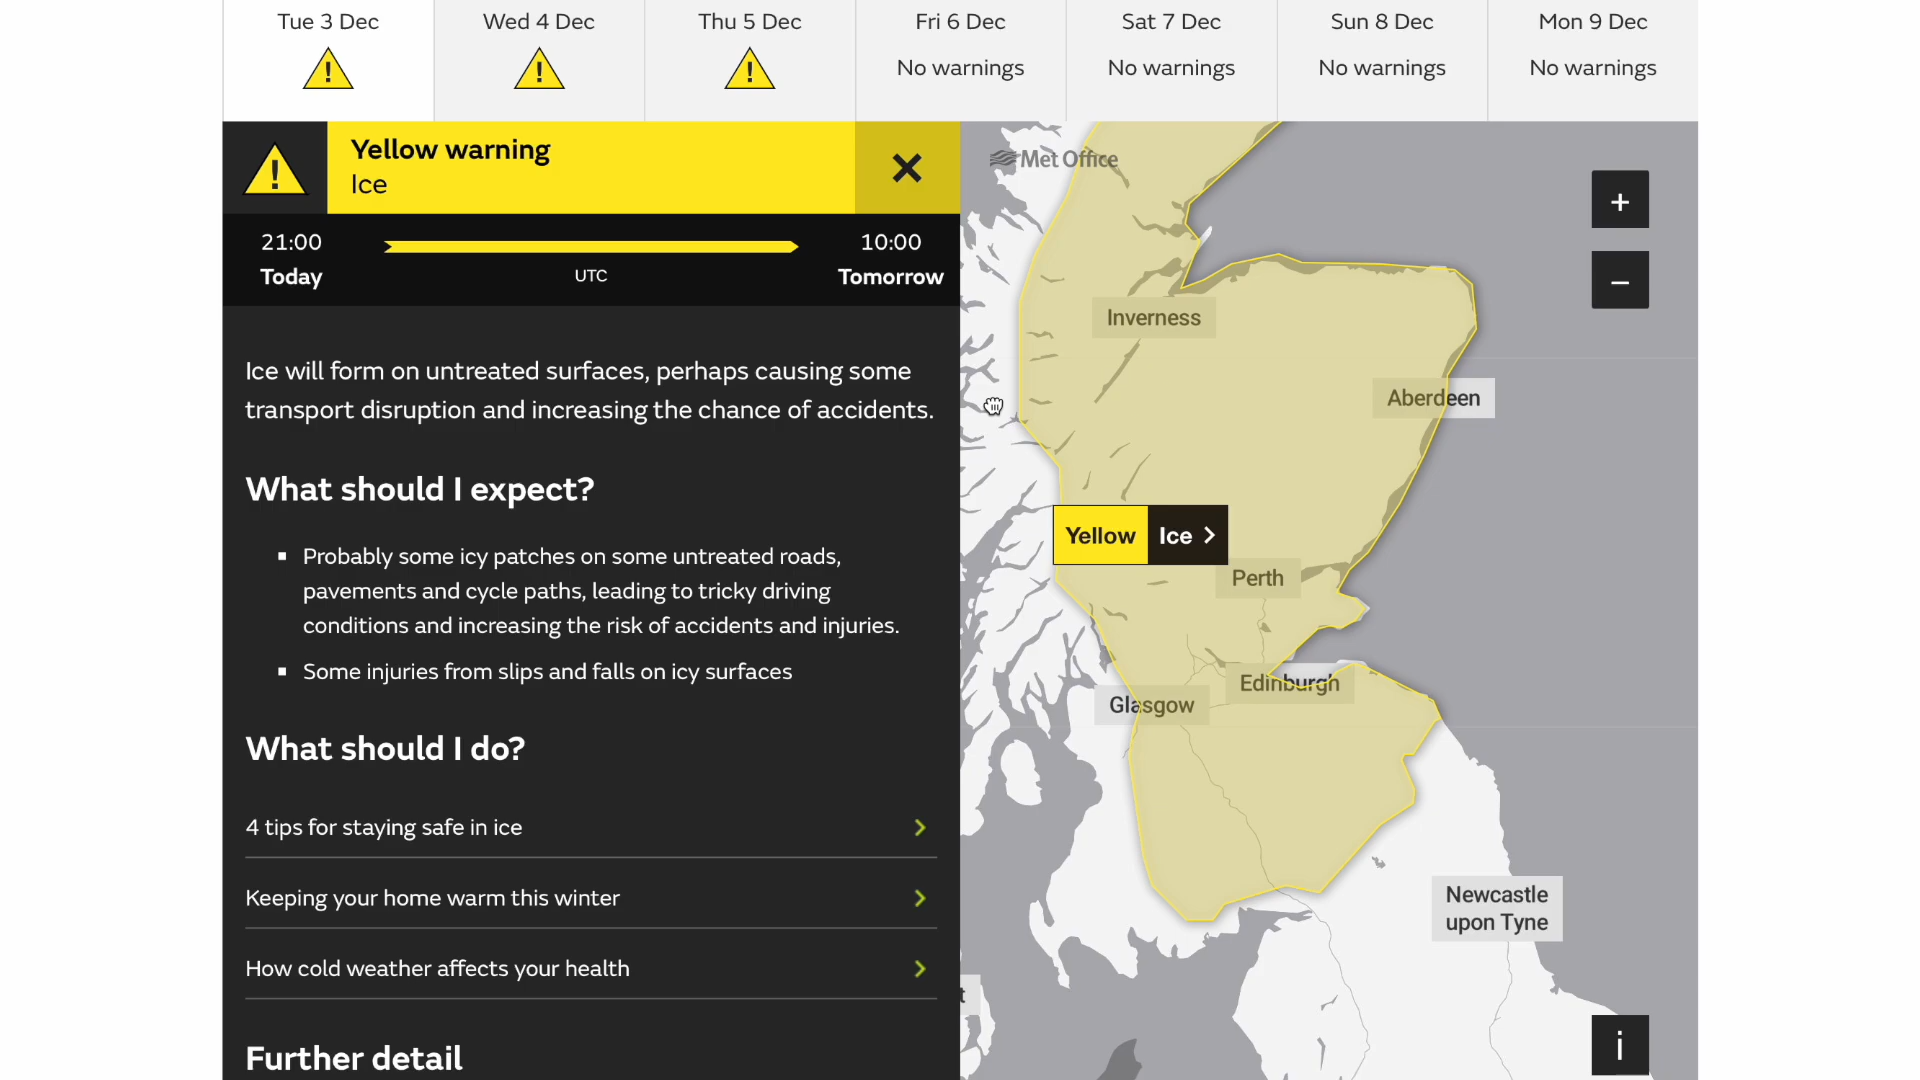 Tue 3 Dec
Wed 4 Dec
Thu 5 Dec
Fri 6 Dec
Sat 7 Dec
Sun 8 Dec
Mon 9 Dec
No warnings
No warnings
No warnings
No warnings
Yellow warning
Ice
21:00
Today
UTC
10:00
Tomorrow
Ice will form on untreated surfaces, perhaps causing some
transport disruption and increasing the chance of accidents.
What should I expect?
Probably some icy patches on some untreated roads,
pavements and cycle paths, leading to tricky driving
conditions and increasing the risk of accidents and injuries.
Some injuries from slips and falls on icy surfaces
What should I do?
4 tips for staying safe in ice
Keeping your home warm this winter
How cold weather affects your health
Further detail
Met Office
+
−
Inverness
Aberdeen
Yellow Ice
Perth
Edinburgh
Glasgow
Newcastle
upon Tyne
t
i